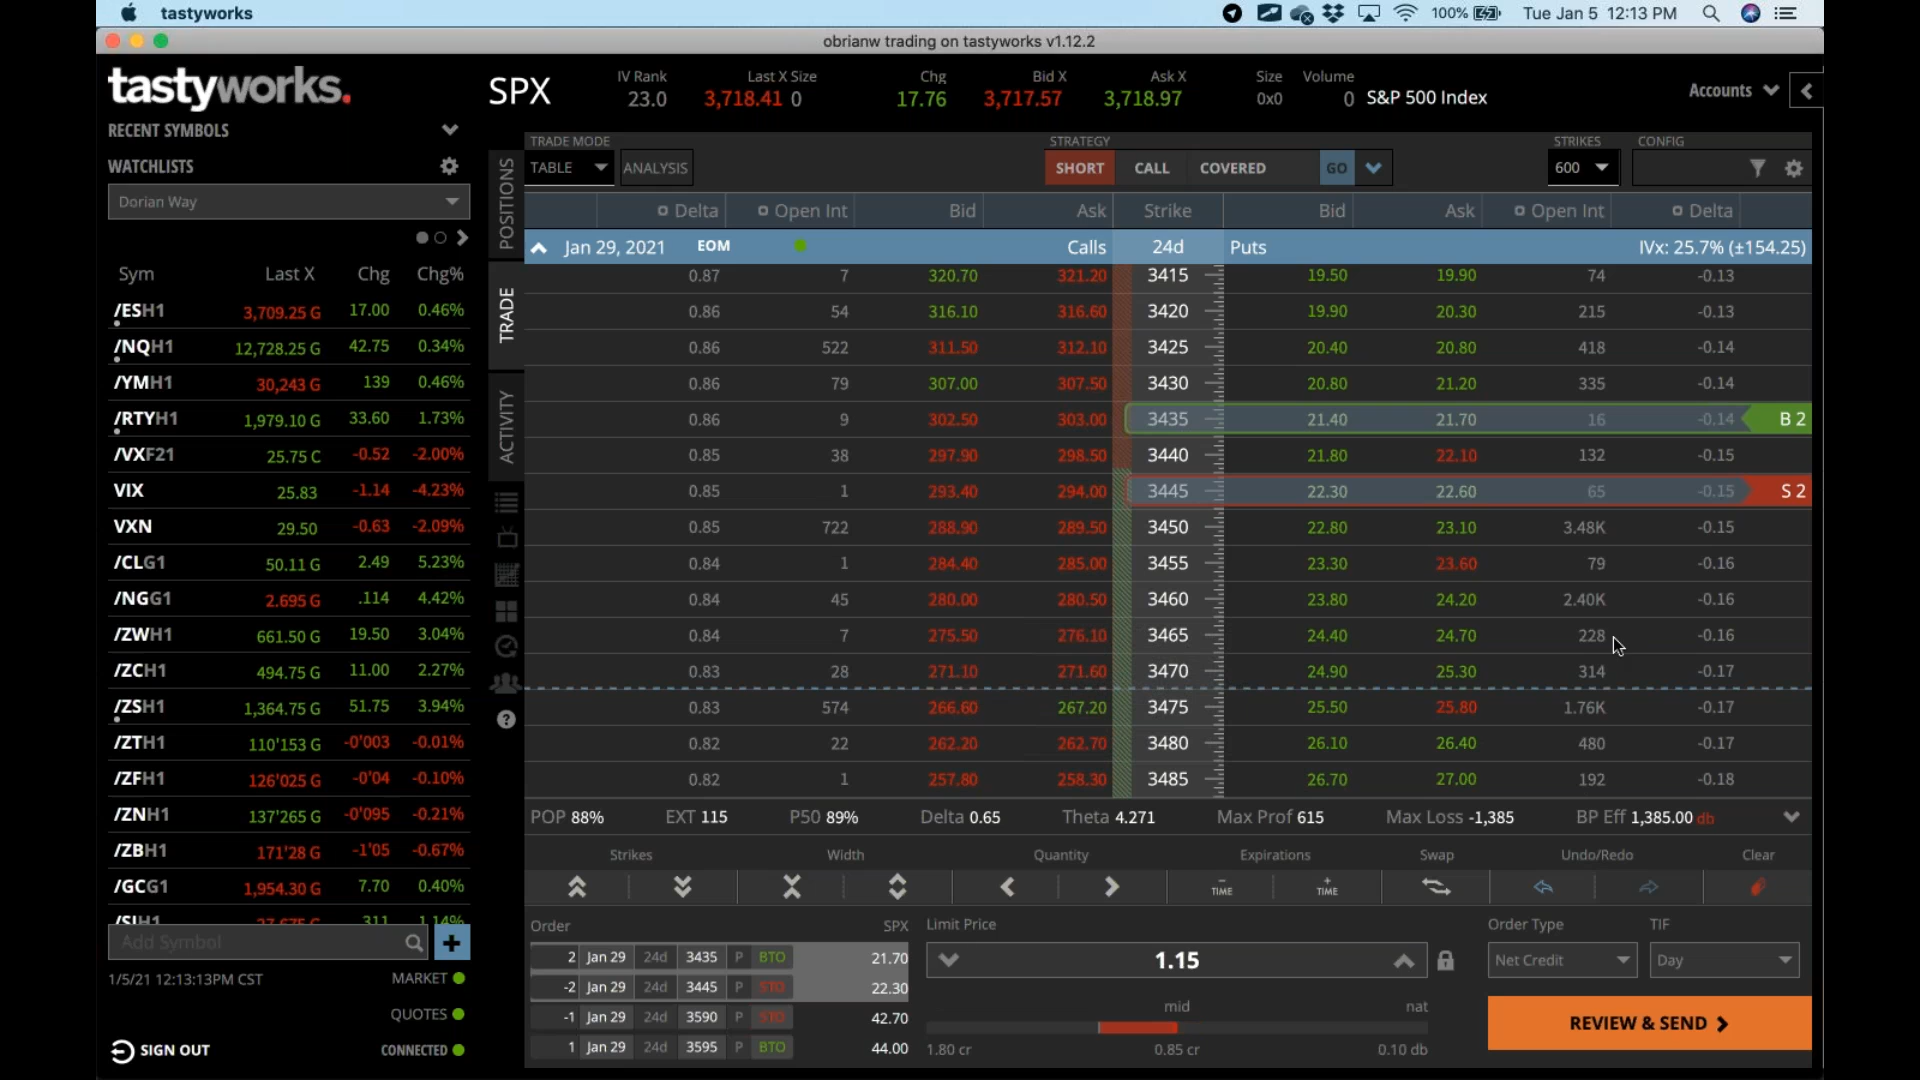 tastyworks
100%
Tue Jan 5 12:13 PM
obrianw trading on tastyworks v1.12.2
tastyworks.
SPX
IV Rank Last X Size Chg Bid X Ask X Size Volume
23.0 3,718.41 0 17.76 3,717.57 3,718.97 0x0 0 S&P 500 Index
Accounts
RECENT SYMBOLS
WATCHLISTS
Dorian Way
Sym Last X Chg Chg%
/ESH1 3,709.25 G 17.00 0.46%
/NQH1 12,728.25 G 42.75 0.34%
/YMH1 30,243 G 139 0.46%
/RTYH1 1,979.10 G 33.60 1.73%
/VXF21 25.75 C -0.52 -2.00%
VIX 25.83 -1.14 -4.23%
VXN 29.50 -0.63 -2.09%
/CLG1 50.11 G 2.49 5.23%
/NGG1 2.695 G .114 4.42%
/ZWH1 661.50 G 19.50 3.04%
/ZCH1 494.75 G 11.00 2.27%
/ZSH1 1,364.75 G 51.75 3.94%
/ZTH1 110'153 G -0'003 -0.01%
/ZFH1 126'025 G -0'04 -0.10%
/ZNH1 137'265 G -0'095 -0.21%
/ZBH1 171'28 G -1'05 -0.67%
/GCG1 1,954.30 G 7.70 0.40%
/SIH1 27.675 G .311 1.14%
Add Symbol
1/5/21 12:13:13PM CST MARKET
QUOTES
SIGN OUT CONNECTED
POSITIONS
TRADE
ACTIVITY
TRADE MODE STRATEGY STRIKES CONFIG
TABLE ANALYSIS SHORT CALL COVERED GO 600
Delta Open Int Bid Ask Strike Bid Ask Open Int Delta
Jan 29, 2021 EOM Calls 24d Puts IVx: 25.7% (±154.25)
0.87 7 320.70 321.20 3415 19.50 19.90 74 -0.13
0.86 54 316.10 316.60 3420 19.90 20.30 215 -0.13
0.86 522 311.50 312.10 3425 20.40 20.80 418 -0.14
0.86 79 307.00 307.50 3430 20.80 21.20 335 -0.14
0.86 9 302.50 303.00 3435 21.40 21.70 16 -0.14 B 2
0.85 38 297.90 298.50 3440 21.80 22.10 132 -0.15
0.85 1 293.40 294.00 3445 22.30 22.60 65 -0.15 S 2
0.85 722 288.90 289.50 3450 22.80 23.10 3.48K -0.15
0.84 1 284.40 285.00 3455 23.30 23.60 79 -0.16
0.84 45 280.00 280.50 3460 23.80 24.20 2.40K -0.16
0.84 7 275.50 276.10 3465 24.40 24.70 228 -0.16
0.83 28 271.10 271.60 3470 24.90 25.30 314 -0.17
0.83 574 266.60 267.20 3475 25.50 25.80 1.76K -0.17
0.82 22 262.20 262.70 3480 26.10 26.40 480 -0.17
0.82 1 257.80 258.30 3485 26.70 27.00 192 -0.18
POP 88% EXT 115 P50 89% Delta 0.65 Theta 4.271 Max Prof 615 Max Loss -1,385 BP Eff 1,385.00 db
Strikes Width Quantity Expirations Swap Undo/Redo Clear
- TIME + TIME
Order SPX
2 Jan 29 24d 3435 P BTO 21.70
-2 Jan 29 24d 3445 P STO 22.30
-1 Jan 29 24d 3590 P STO 42.70
1 Jan 29 24d 3595 P BTO 44.00
Limit Price
1.15
mid nat
1.80 cr 0.85 cr 0.10 db
Order Type TIF
Net Credit Day
REVIEW & SEND